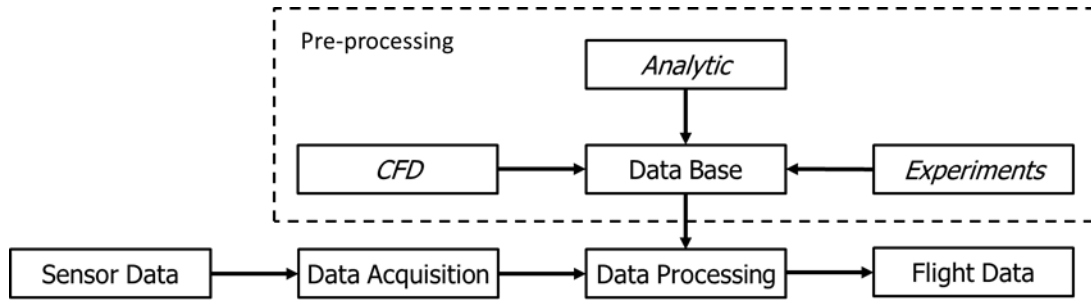 Pre-processing
Analytic
CFD
Data Base
Experiments
Sensor Data
Data Acquisition
Data Processing
Flight Data